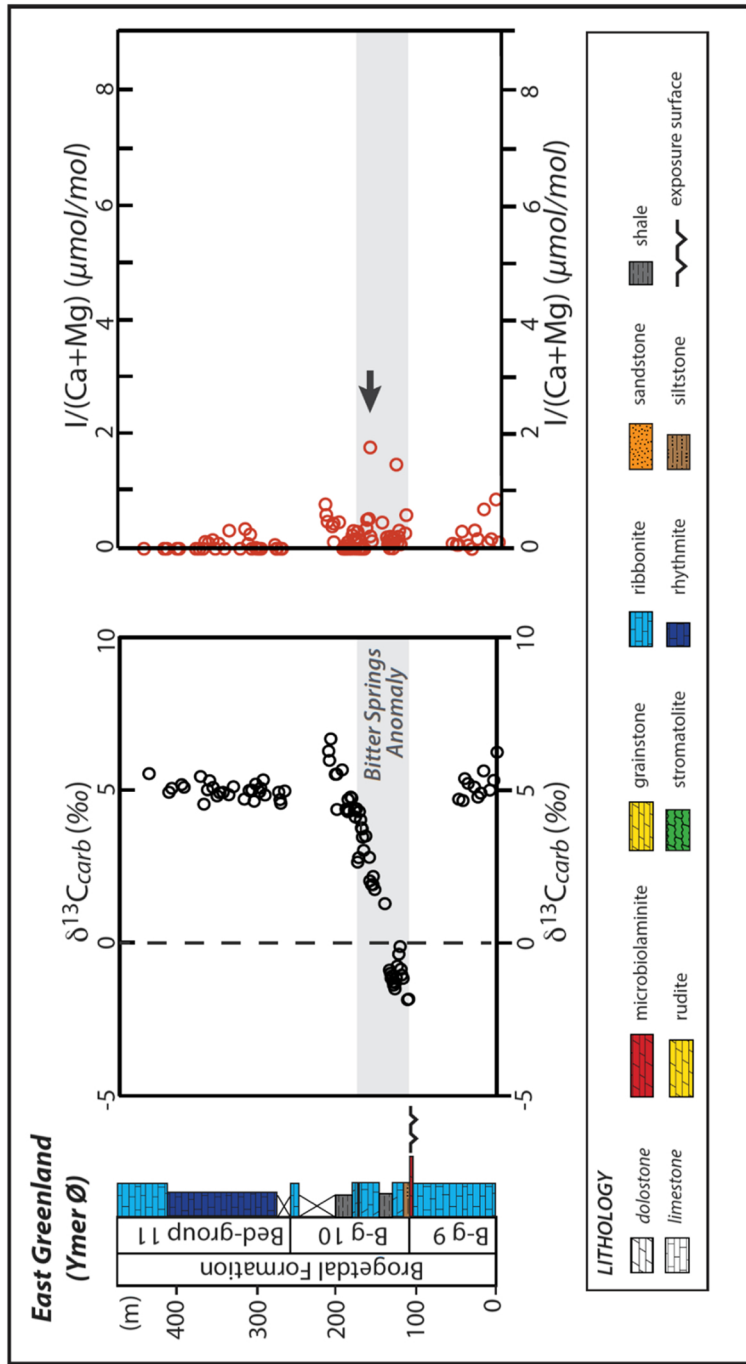 East Greenland
(Ymer Ø)
(m)
400
300
200
100
0
Brogetdal Formation
Bed-group 11
B-g 10
B-g 9
δ¹³Ccarb (‰)
-5
0
5
10
Bitter Springs
Anomaly
-5
0
5
10
δ¹³Ccarb (‰)
I/(Ca+Mg) (μmol/mol)
0
2
4
6
8
0
2
4
6
8
I/(Ca+Mg) (μmol/mol)
LITHOLOGY
dolostone
limestone
microbiolaminite
rudite
grainstone
stromatolite
ribbonite
rhythmite
sandstone
siltstone
shale
exposure surface